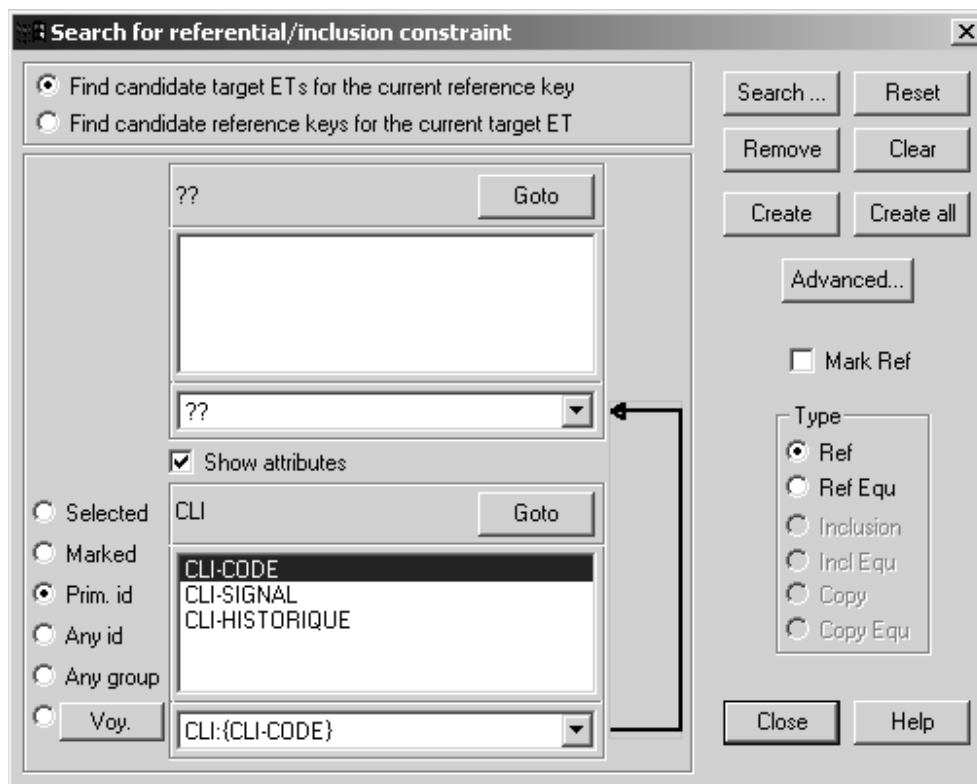 Search for referential/inclusion constraint
Find candidate target ETs for the current reference key
Find candidate reference keys for the current target ET
Search ... Reset
Remove Clear
Create Create all
Advanced...
Mark Ref
Type
Ref
Ref Equ
Inclusion
Incl Equ
Copy
Copy Equ
Close Help
?? Goto
??
Show attributes
Selected
Marked
Prim. id
Any id
Any group
Voy.
CLI Goto
CLI-CODE
CLI-SIGNAL
CLI-HISTORIQUE
CLI:{CLI-CODE}